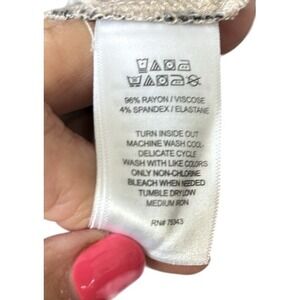 96% RAYON / VISCOSE
4% SPANDEX / ELASTANE
TURN INSIDE OUT
MACHINE WASH COOL-
DELICATE CYCLE
WASH WITH LIKE COLORS
ONLY NON-CHLORINE
BLEACH WHEN NEEDED
TUMBLE DRY LOW
MEDIUM IRON
RN# 75343